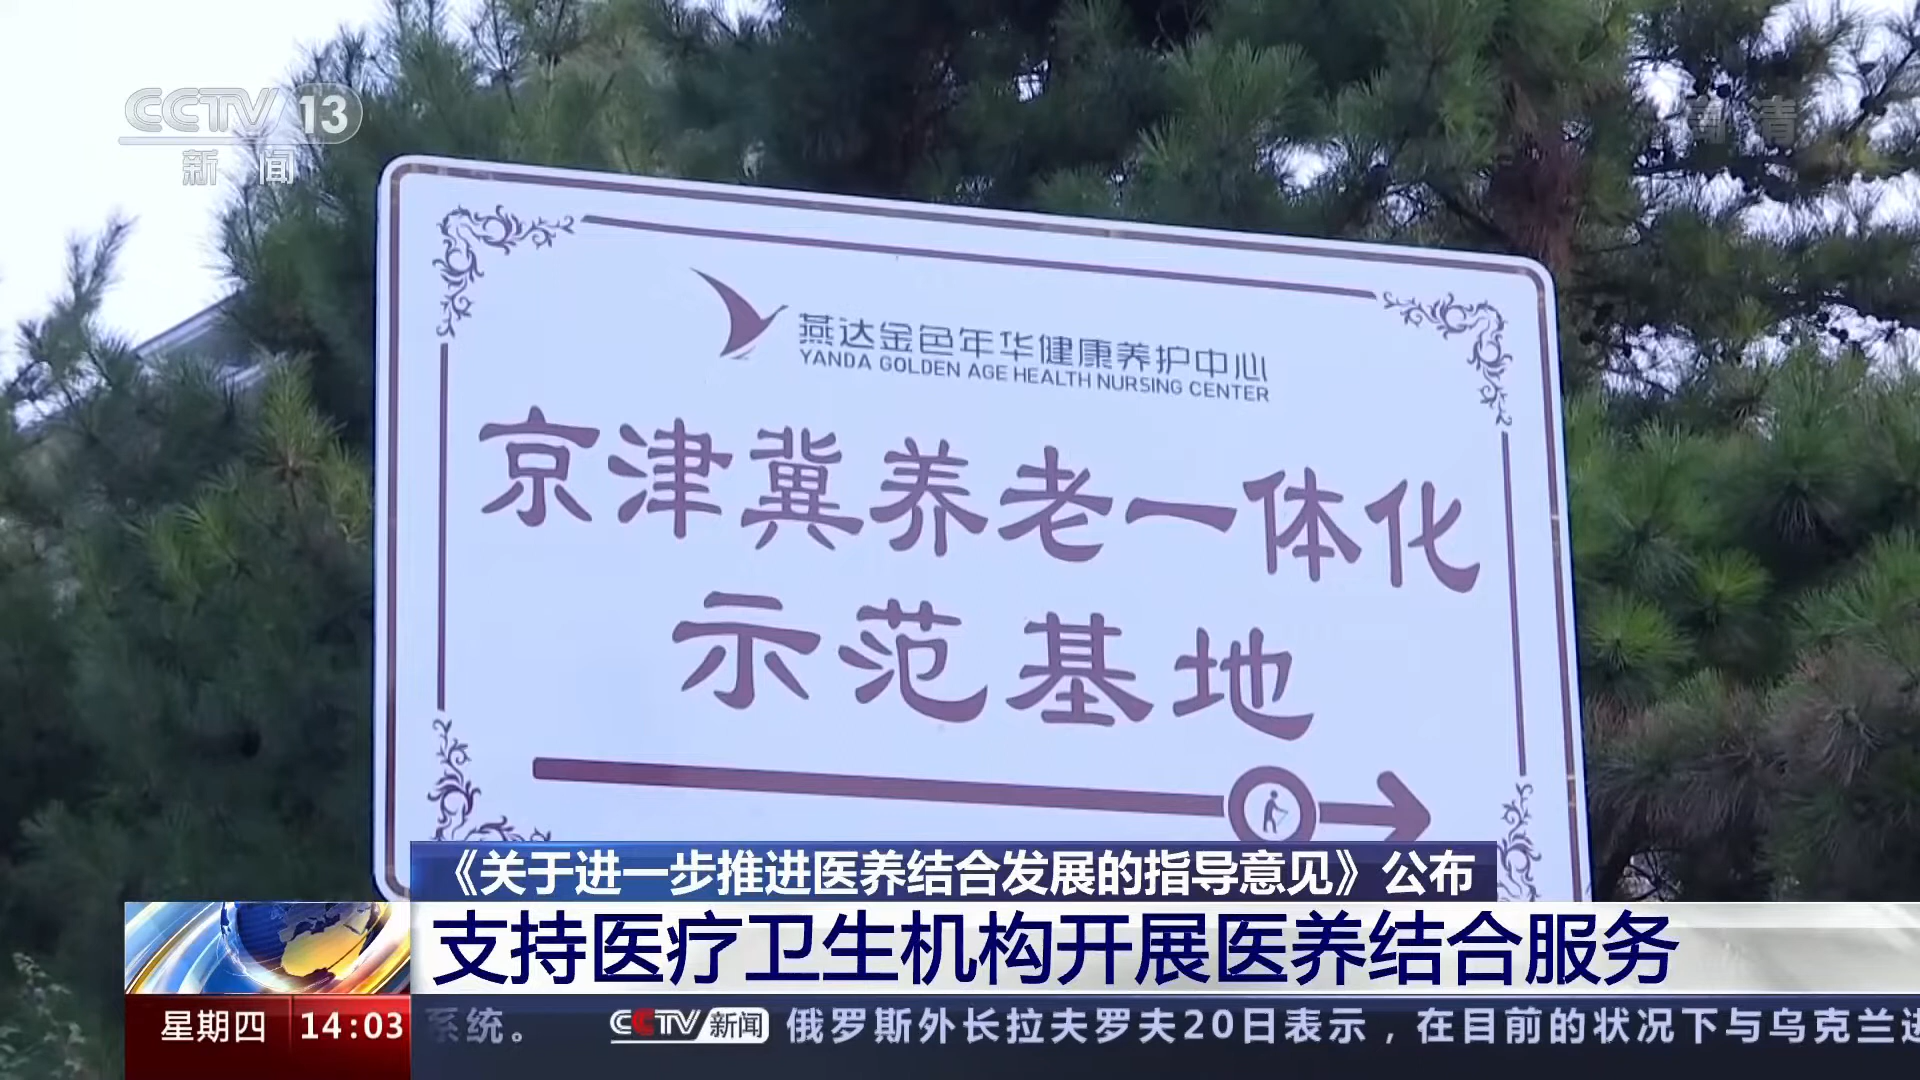 CCTV 13
新闻
高清
燕达金色年华健康养护中心
YANDA GOLDEN AGE HEALTH NURSING CENTER
京津冀养老一体化
示范基地
《关于进一步推进医养结合发展的指导意见》公布
支持医疗卫生机构开展医养结合服务
星期四 14:03 系统。 CCTV新闻 俄罗斯外长拉夫罗夫20日表示,在目前的状况下与乌克兰进